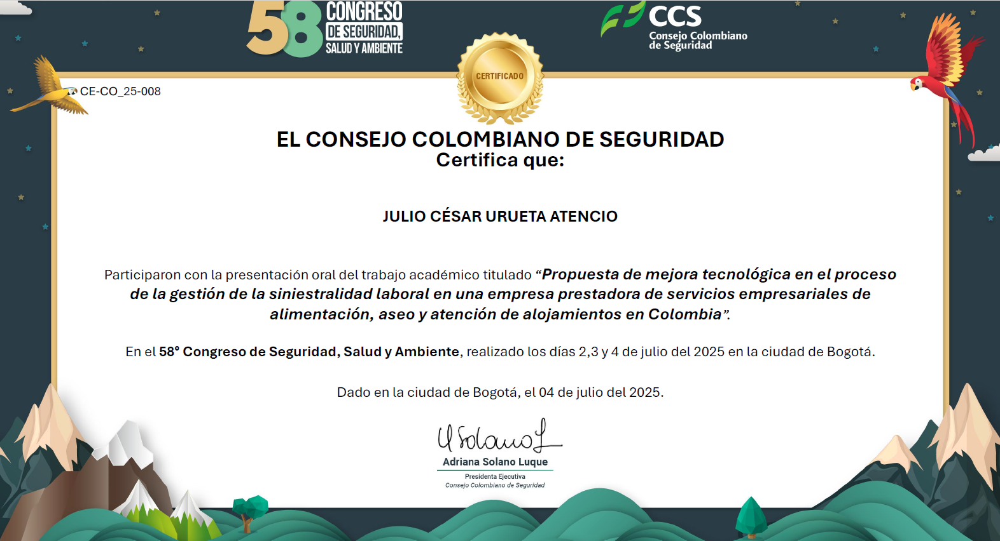 58 CONGRESO
DE SEGURIDAD,
SALUD Y AMBIENTE
CCS
Consejo Colombiano
de Seguridad
CERTIFICADO
CE-CO_25-008
EL CONSEJO COLOMBIANO DE SEGURIDAD
Certifica que:
JULIO CÉSAR URUETA ATENCIO
Participaron con la presentación oral del trabajo académico titulado “Propuesta de mejora tecnológica en el proceso
de la gestión de la siniestralidad laboral en una empresa prestadora de servicios empresariales de
alimentación, aseo y atención de alojamientos en Colombia”.
En el 58° Congreso de Seguridad, Salud y Ambiente, realizado los días 2,3 y 4 de julio del 2025 en la ciudad de Bogotá.
Dado en la ciudad de Bogotá, el 04 de julio del 2025.
Adriana Solano Luque
Presidenta Ejecutiva
Consejo Colombiano de Seguridad